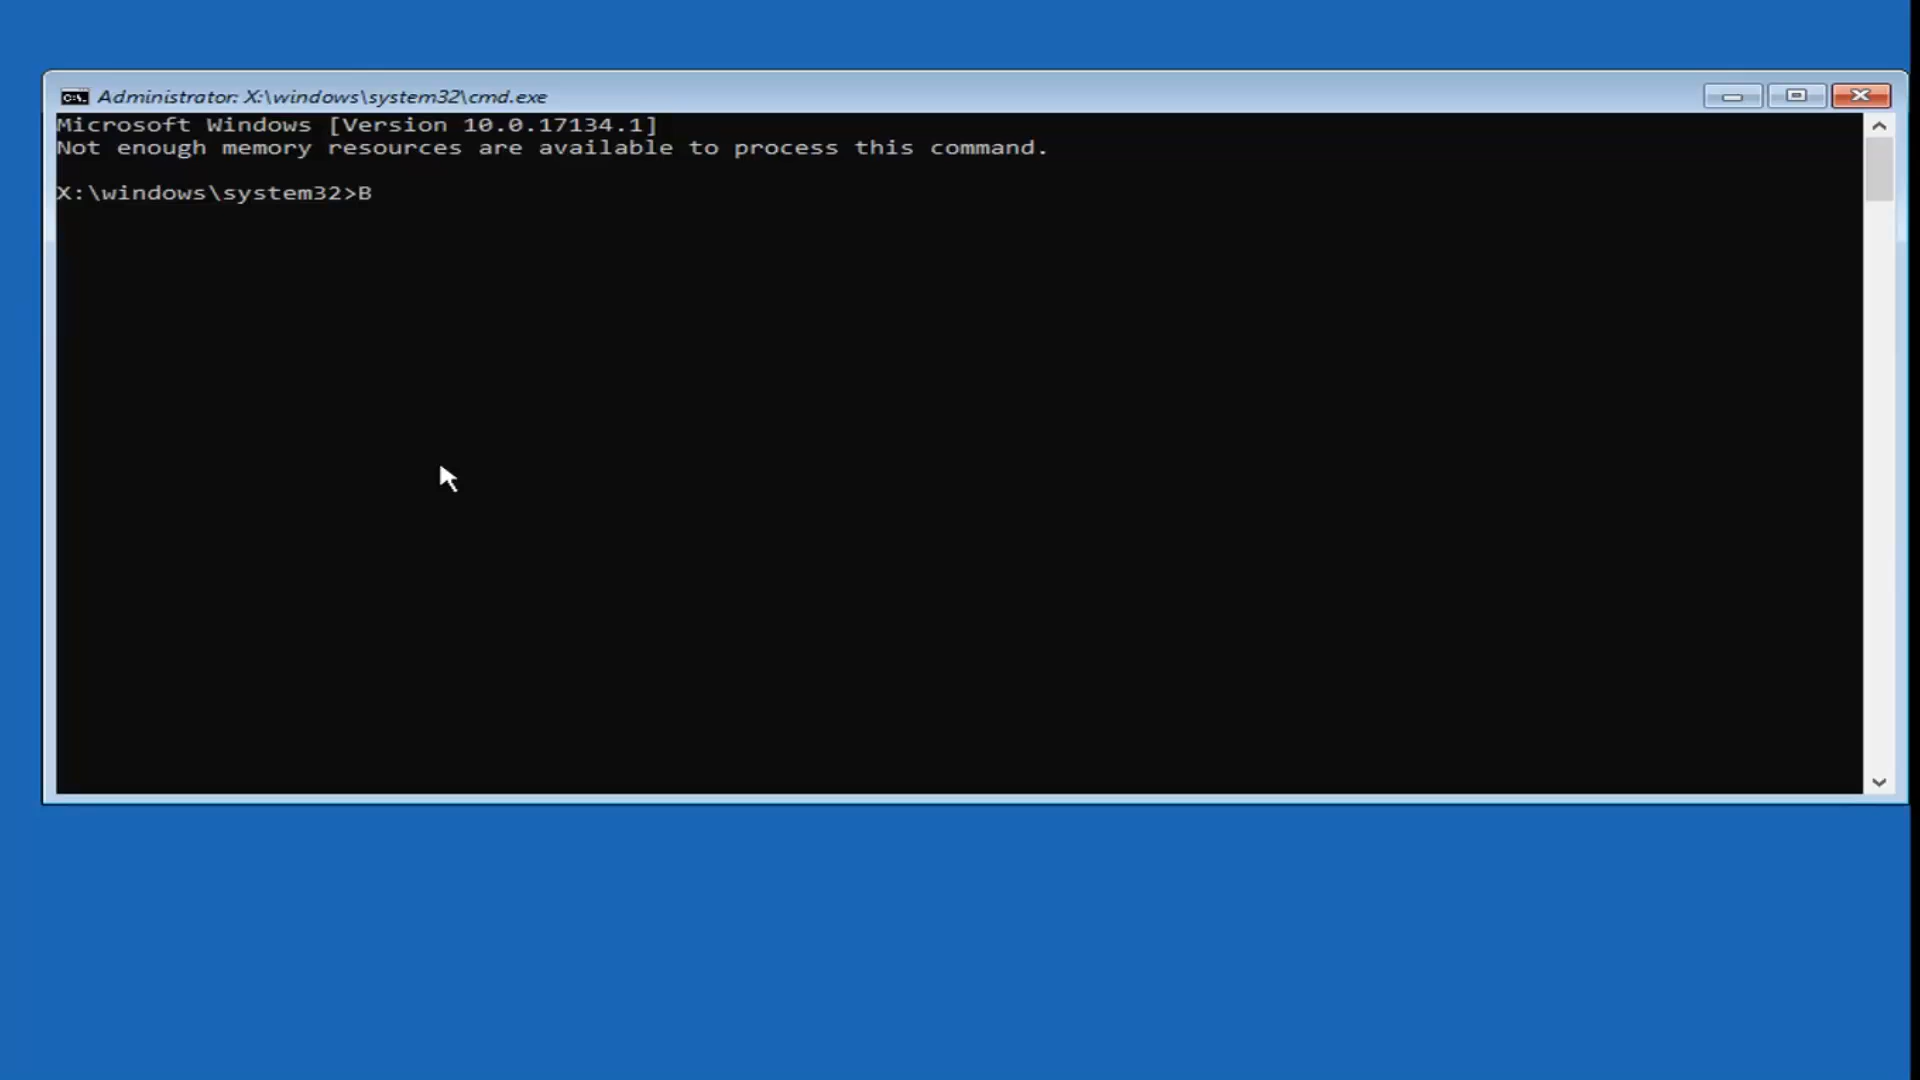 Administrator: X:\windows\system32\cmd.exe
Microsoft Windows [Version 10.0.17134.1]
Not enough memory resources are available to process this command.
X:\windows\system32>B